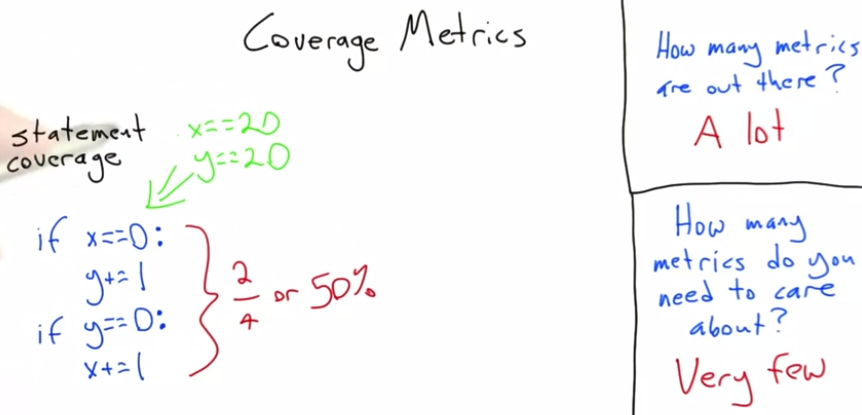 Coverage Metrics
statement
coverage
x==20
y==20
if x==0:
y+=1
if y==0:
x+=1
2
4
or 50%
How many metrics
are out there?
A lot
How many
metrics do you
need to care
about?
Very few